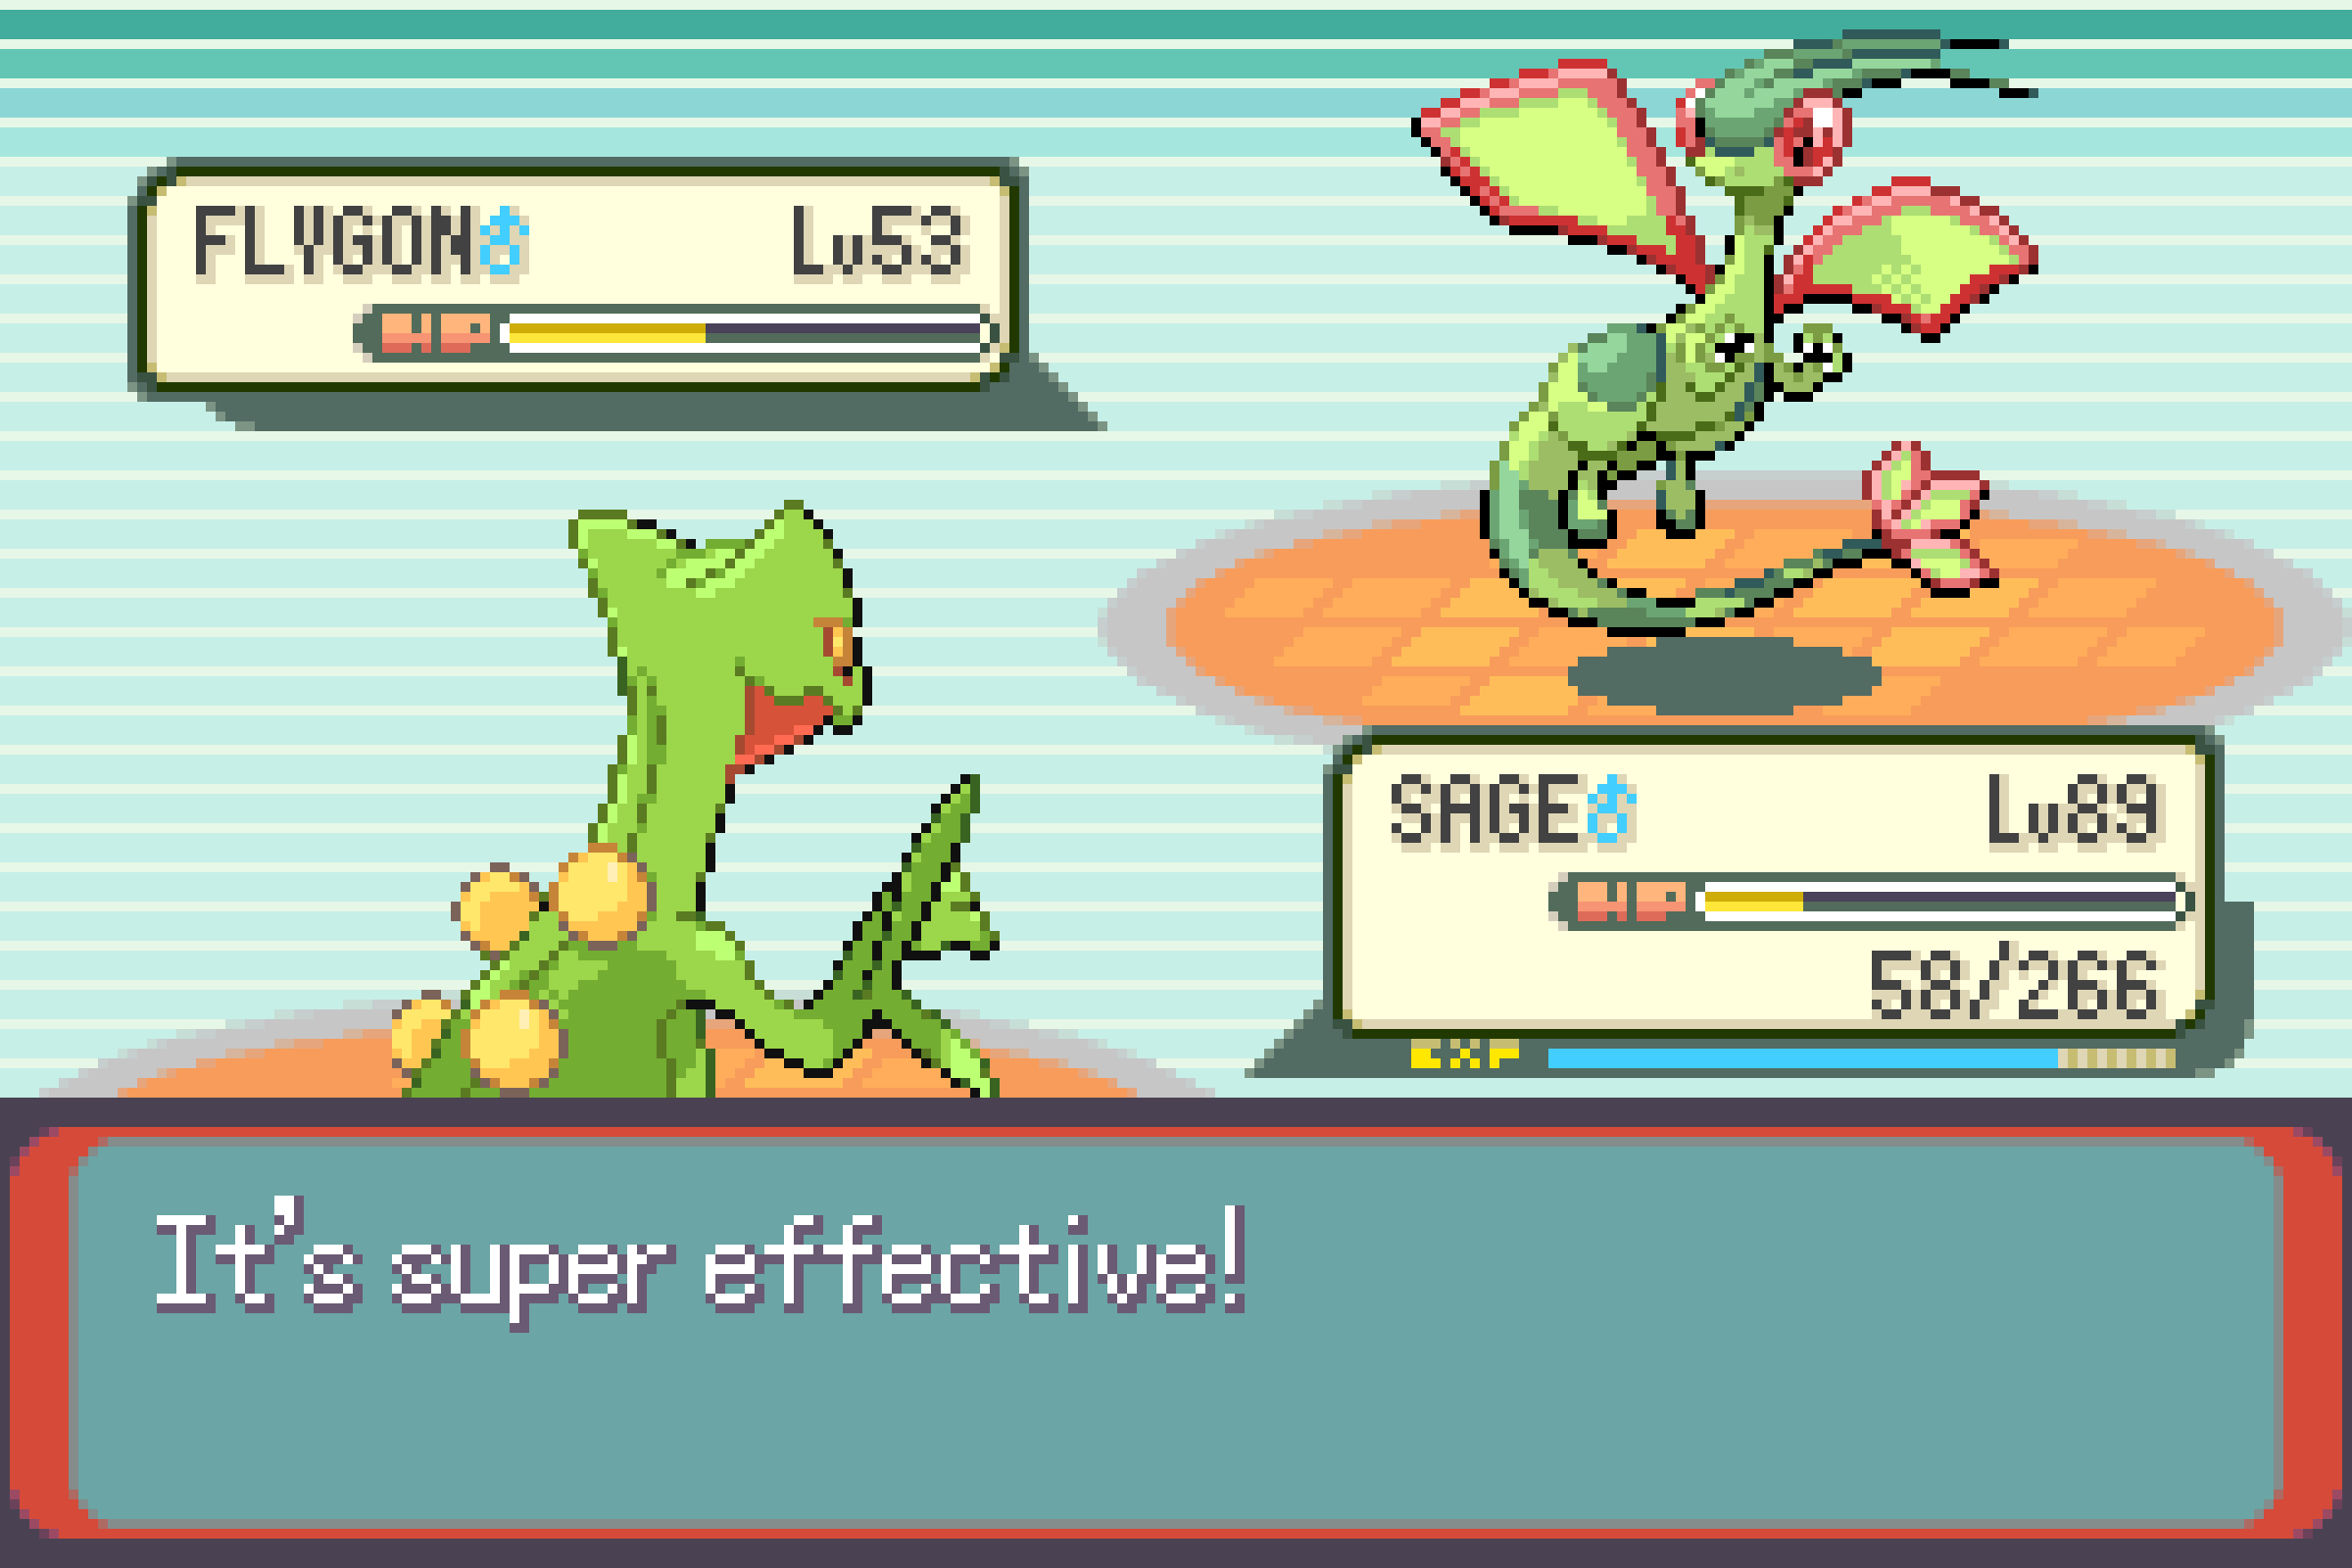 FLYGON♂ Lv53
HP
SAGE♂ Lv89
HP
58/266
EXP
It's super effective!